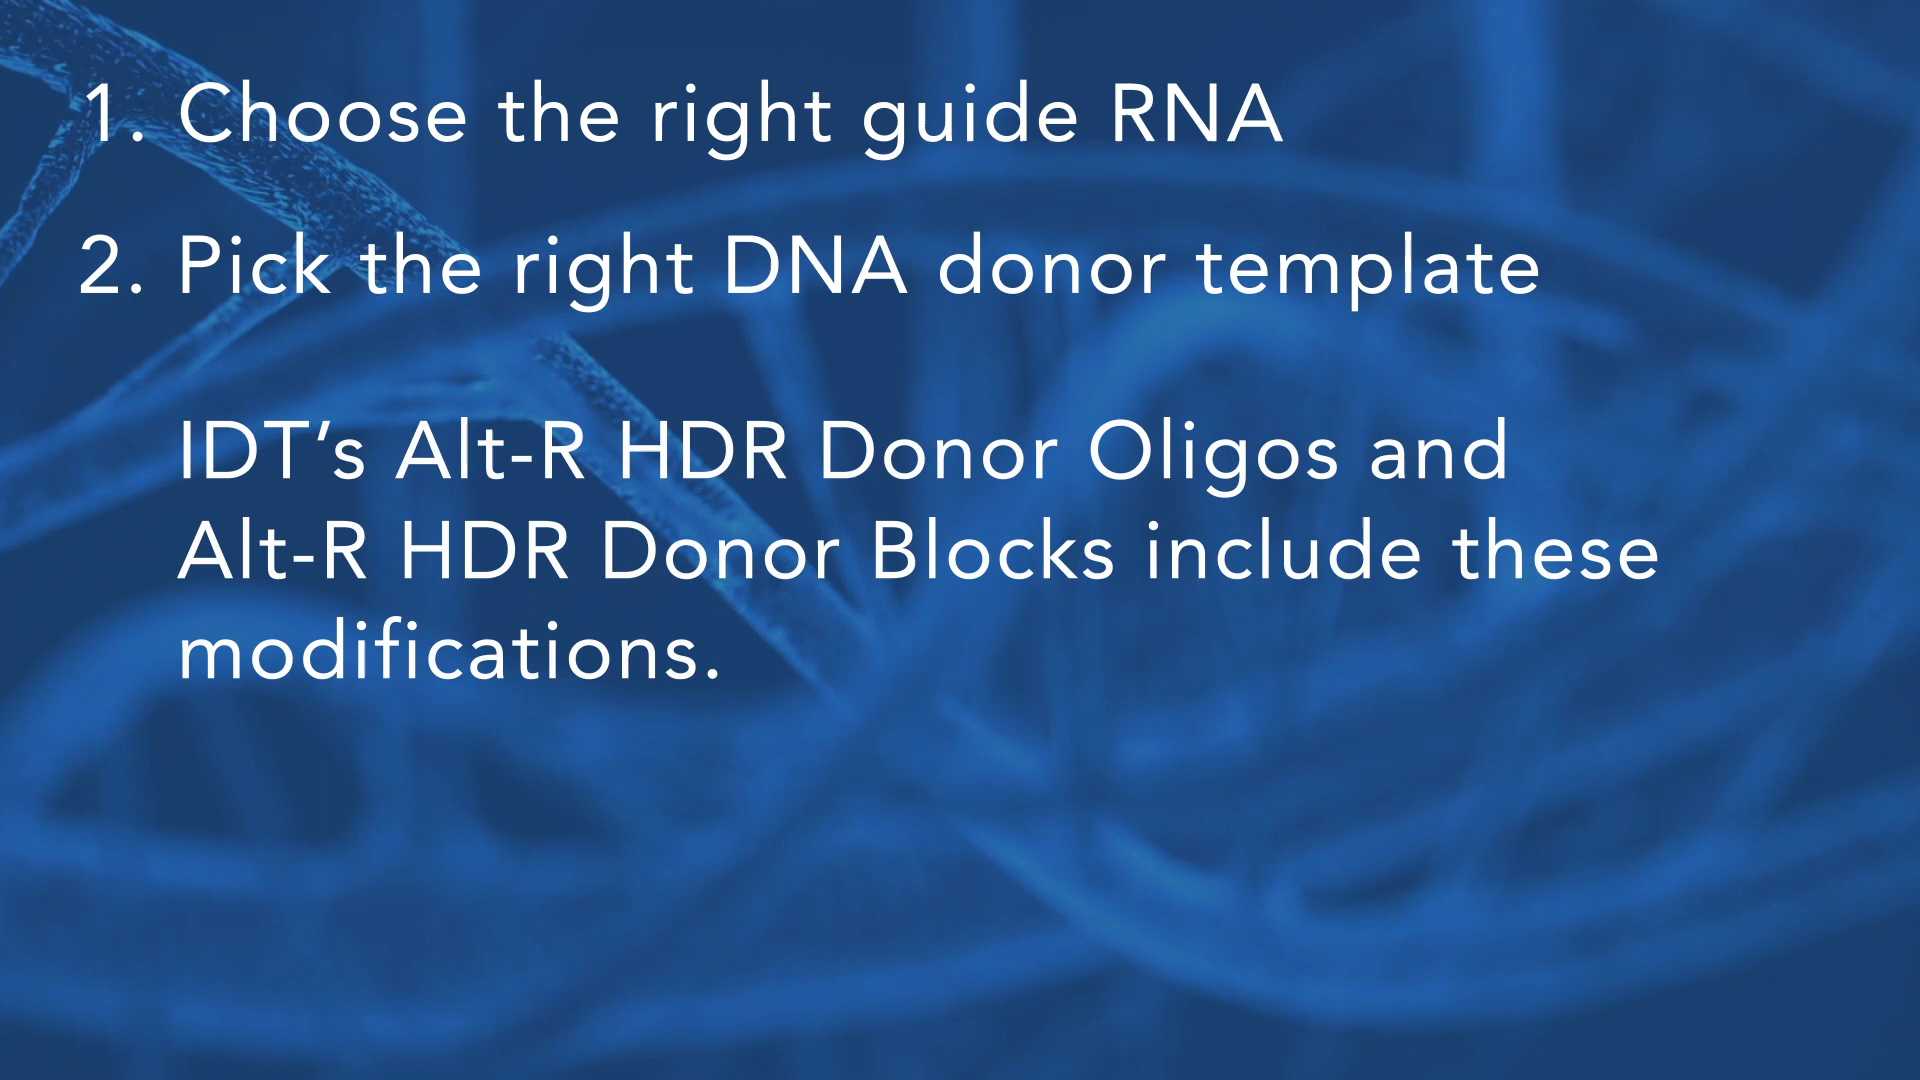 1. Choose the right guide RNA
2. Pick the right DNA donor template
IDT’s Alt-R HDR Donor Oligos and
Alt-R HDR Donor Blocks include these
modifications.